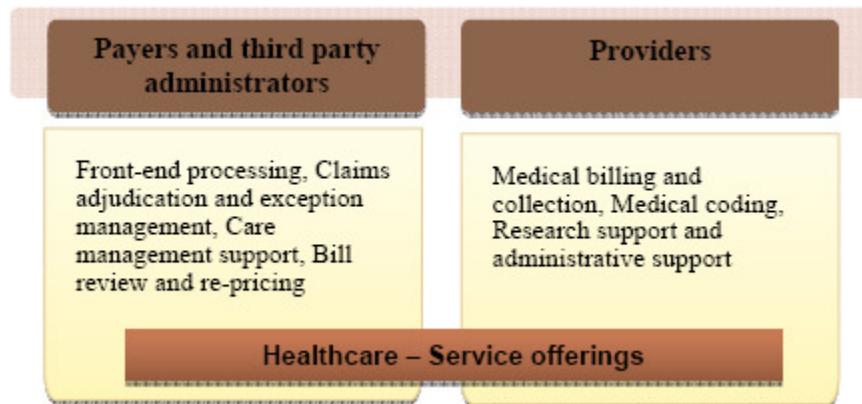 Payers and third party
administrators
Providers
Front-end processing, Claims
adjudication and exception
management, Care
management support, Bill
review and re-pricing
Medical billing and
collection, Medical coding,
Research support and
administrative support
Healthcare – Service offerings